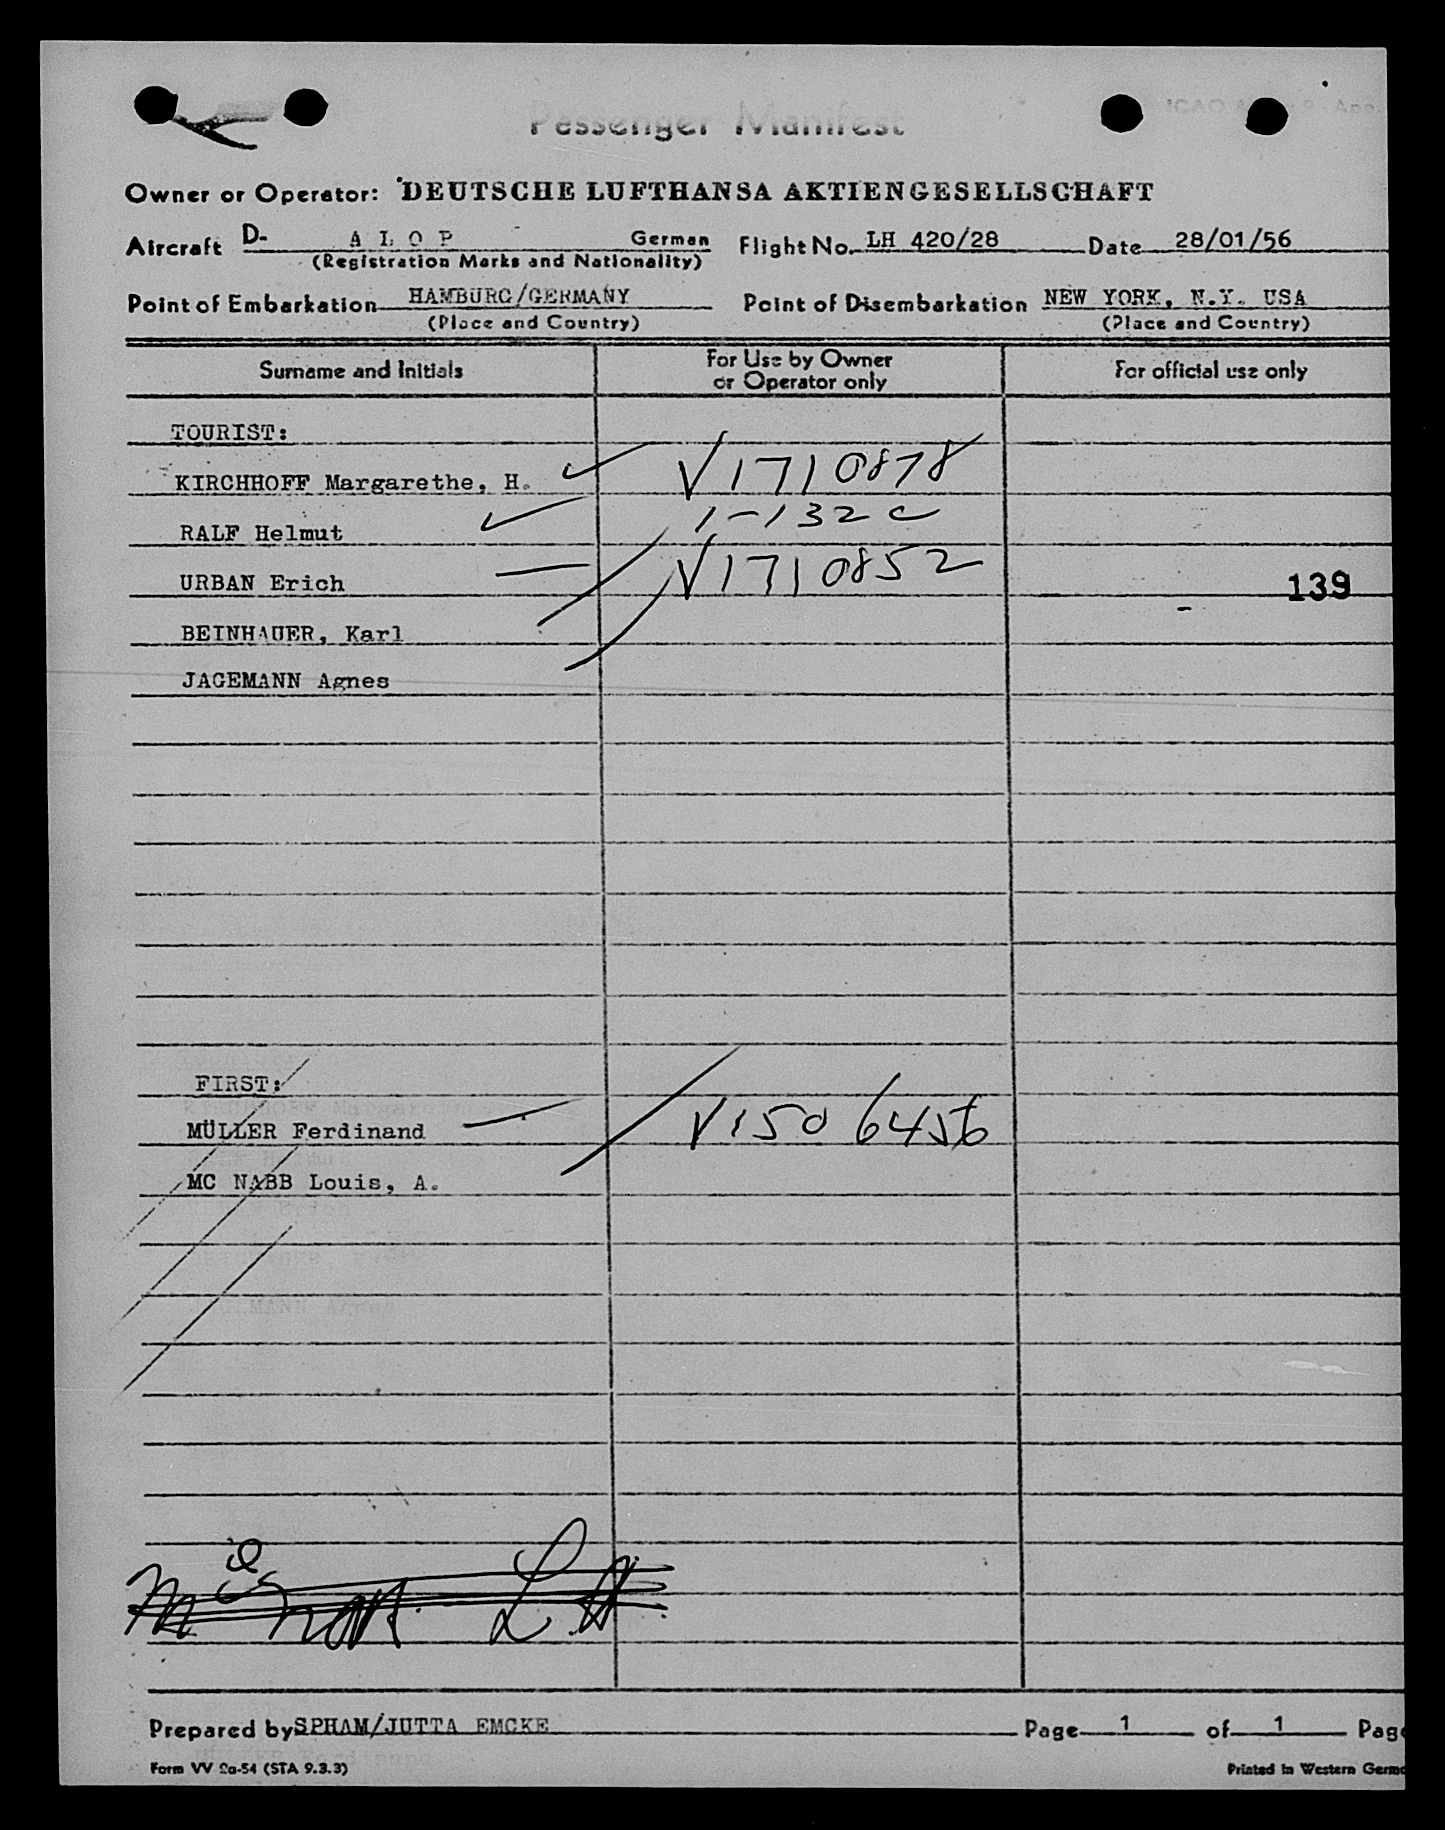 Passenger Manifest
ICAO
Owner or Operator: DEUTSCHE LUFTHANSA AKTIENGESELLSCHAFT
Aircraft D- A L O P German Flight No. LH 420/28 Date 28/01/56
(Registration Marks and Nationality)
Point of Embarkation HAMBURG/GERMANY Point of Disembarkation NEW YORK, N.Y. USA
(Place and Country) (Place and Country)
Surname and Initials For Use by Owner or Operator only For official use only
TOURIST:
KIRCHHOFF Margarethe, H. V1710878
RALF Helmut 1-132 C
URBAN Erich V1710852 139
BEINHAUER, Karl
JAGEMANN Agnes
FIRST:
MÜLLER Ferdinand V1506456
MC NABB Louis, A.
Prepared by SPHAM/JUTTA EMCKE Page 1 of 1 Pag
Form VV 2a-54 (STA 9.3.3) Printed in Western Germ